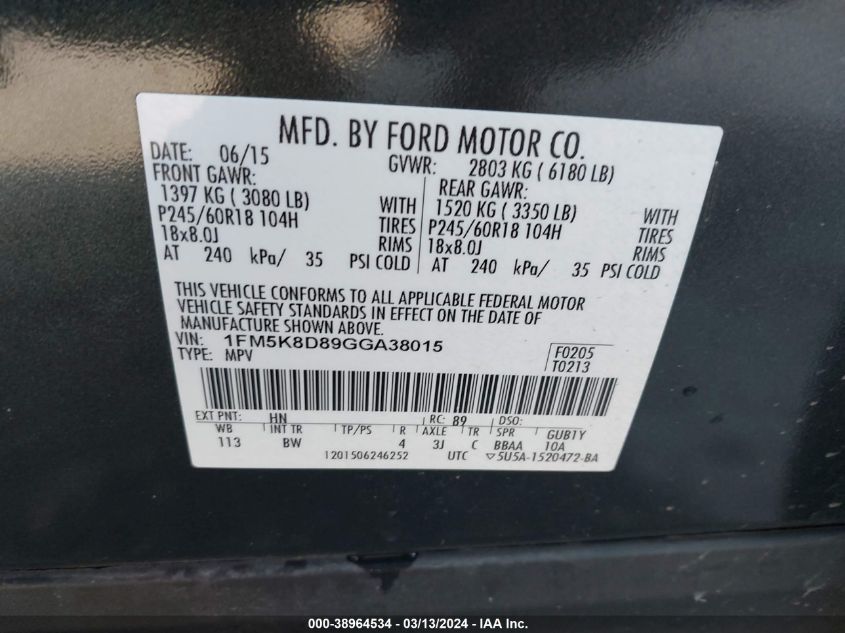 MFD. BY FORD MOTOR CO.
DATE: 06/15 GVWR: 2803 KG ( 6180 LB)
FRONT GAWR: REAR GAWR:
1397 KG ( 3080 LB) WITH 1520 KG ( 3350 LB) WITH
P245/60R18 104H TIRES P245/60R18 104H TIRES
18x8.0J RIMS 18x8.0J RIMS
AT 240 kPa/ 35 PSI COLD AT 240 kPa/ 35 PSI COLD
THIS VEHICLE CONFORMS TO ALL APPLICABLE FEDERAL MOTOR
VEHICLE SAFETY STANDARDS IN EFFECT ON THE DATE OF
MANUFACTURE SHOWN ABOVE.
VIN: 1FM5K8D89GGA38015 F0205
TYPE: MPV T0213
EXT PNT: HN RC: 89 DSO:
WB INT TR TP/PS R AXLE TR SPR GUB1Y
113 BW 4 3J C BBAA 10A
1201506246252 UTC ▽5U5A-1520472-BA
000-38964534 / 03/13/2024 - IAA Inc.